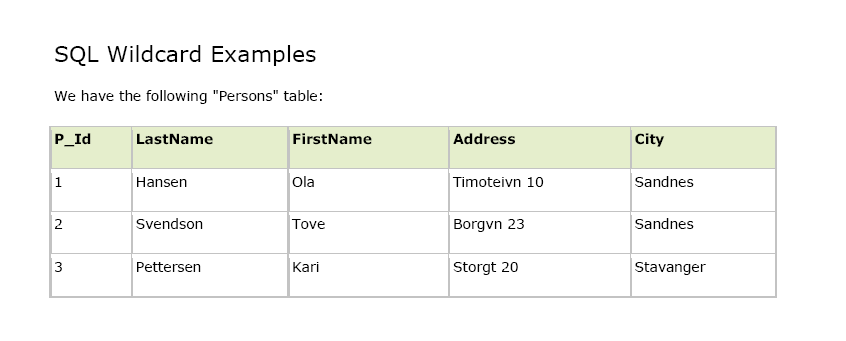 SQL Wildcard Examples
We have the following "Persons" table:
P_Id LastName FirstName Address City
1 Hansen Ola Timoteivn 10 Sandnes
2 Svendson Tove Borgvn 23 Sandnes
3 Pettersen Kari Storgt 20 Stavanger